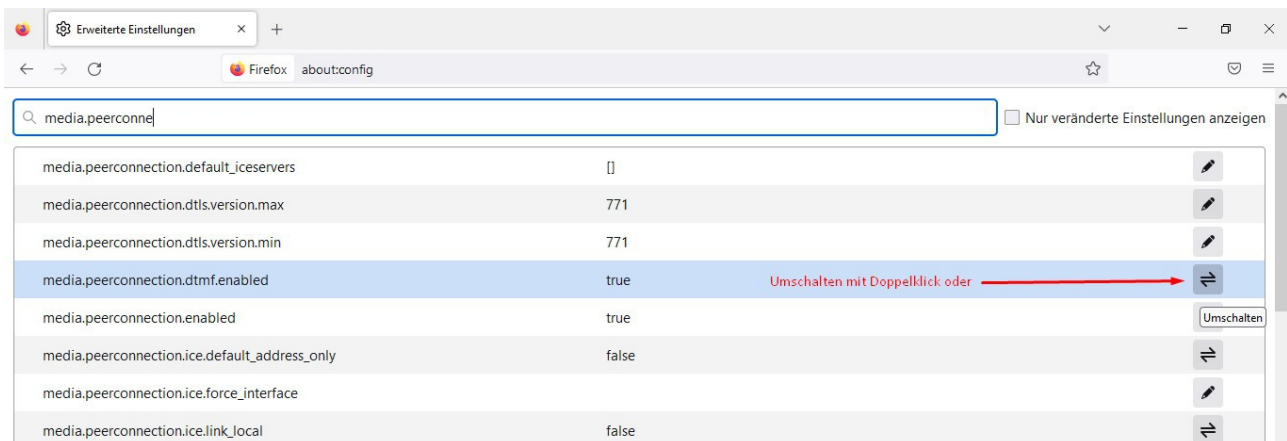 Erweiterte Einstellungen
Firefox about:config
media.peerconne
Nur veränderte Einstellungen anzeigen
media.peerconnection.default_iceservers []
media.peerconnection.dtls.version.max 771
media.peerconnection.dtls.version.min 771
media.peerconnection.dtmf.enabled true Umschalten mit Doppelklick oder
media.peerconnection.enabled true Umschalten
media.peerconnection.ice.default_address_only false
media.peerconnection.ice.force_interface
media.peerconnection.ice.link_local false